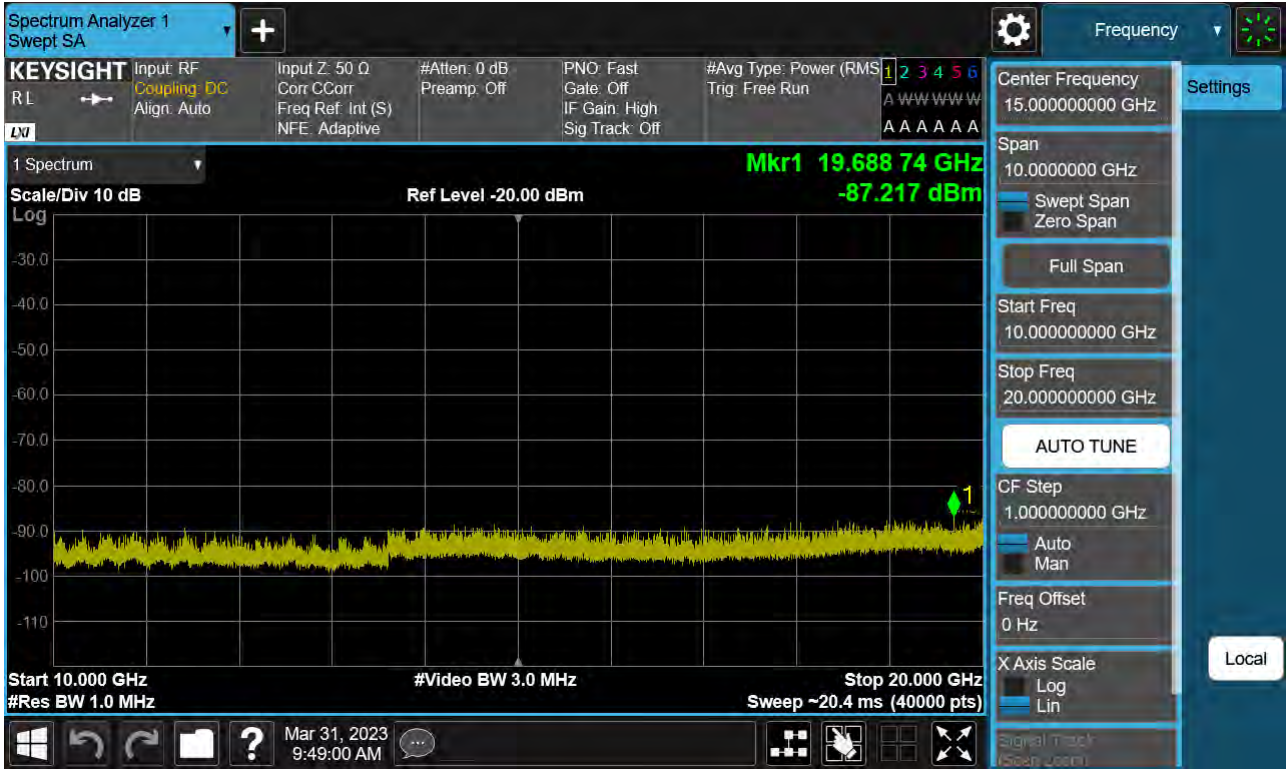 Spectrum Analyzer 1
Swept SA
+
Frequency
KEYSIGHT
RL
LXI
Input: RF
Coupling: DC
Align: Auto
Input Z: 50 Ω
Corr CCorr
Freq Ref: Int (S)
NFE: Adaptive
#Atten: 0 dB
Preamp: Off
PNO: Fast
Gate: Off
IF Gain: High
Sig Track: Off
#Avg Type: Power (RMS
Trig: Free Run
1 2 3 4 5 6
A W W W W W
A A A A A A
1 Spectrum
Mkr1 19.688 74 GHz
-87.217 dBm
Scale/Div 10 dB
Ref Level -20.00 dBm
Log
-30.0
-40.0
-50.0
-60.0
-70.0
-80.0
-90.0
-100
-110
1
Start 10.000 GHz
#Video BW 3.0 MHz
Stop 20.000 GHz
#Res BW 1.0 MHz
Sweep ~20.4 ms (40000 pts)
Center Frequency
15.000000000 GHz
Settings
Span
10.0000000 GHz
Swept Span
Zero Span
Full Span
Start Freq
10.000000000 GHz
Stop Freq
20.000000000 GHz
AUTO TUNE
CF Step
1.000000000 GHz
Auto
Man
Freq Offset
0 Hz
X Axis Scale
Log
Lin
Local
Signal Track
(Span Zoom)
?
Mar 31, 2023
9:49:00 AM